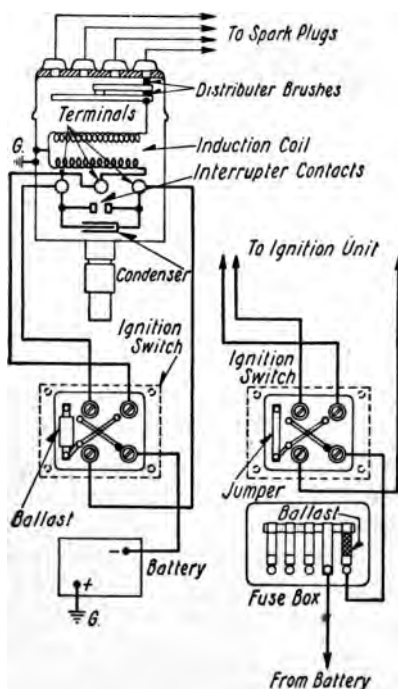 To Spark Plugs
Distributer Brushes
Terminals
G.
Induction Coil
Interrupter Contacts
Condenser
To Ignition Unit
Ignition
Switch
Ignition
Switch
Ballast
Jumper
Ballast
-
Battery
+
G.
Fuse Box
From Battery